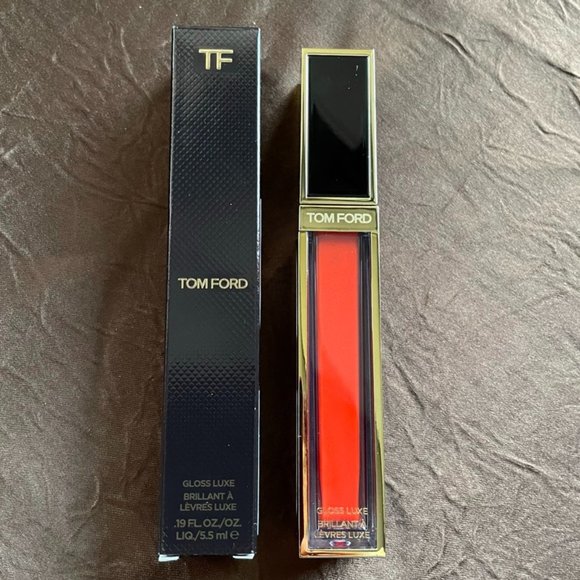 TF
TOM FORD
GLOSS LUXE
BRILLANT À
LÈVRES LUXE
.19 FL.OZ./OZ.
LIQ./5.5 ml ℮
TOM FORD
GLOSS LUXE
BRILLANT À
LÈVRES LUXE